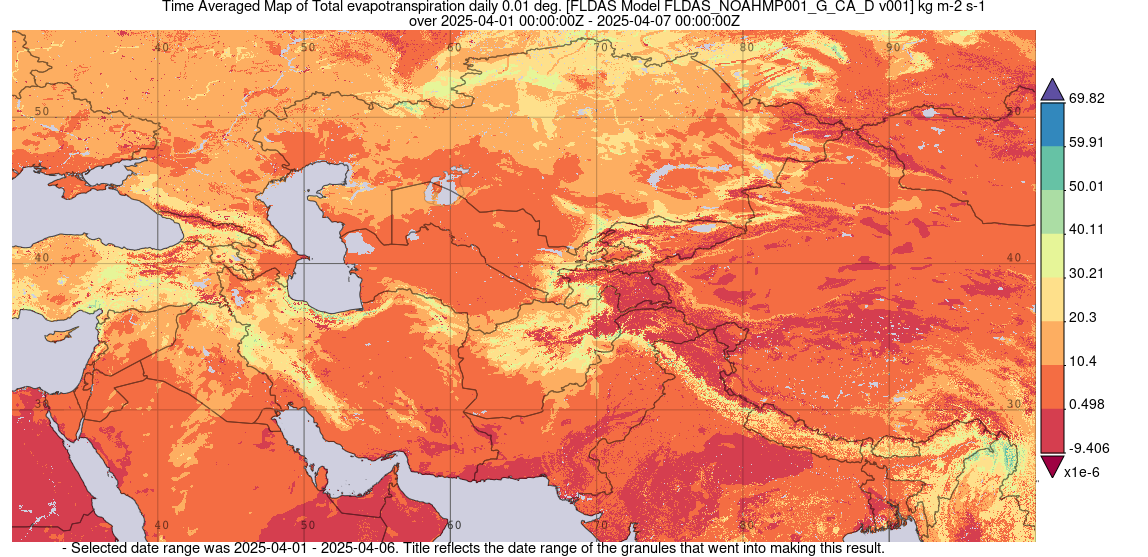 Time Averaged Map of Total evapotranspiration daily 0.01 deg. [FLDAS Model FLDAS_NOAHMP001_G_CA_D v001] kg m-2 s-1
over 2025-04-01 00:00:00Z - 2025-04-07 00:00:00Z
40 50 60 70 80 90
50 50
40 40
30 30
40 50 60 70 80
69.82
59.91
50.01
40.11
30.21
20.3
10.4
0.498
-9.406
x1e-6
- Selected date range was 2025-04-01 - 2025-04-06. Title reflects the date range of the granules that went into making this result.